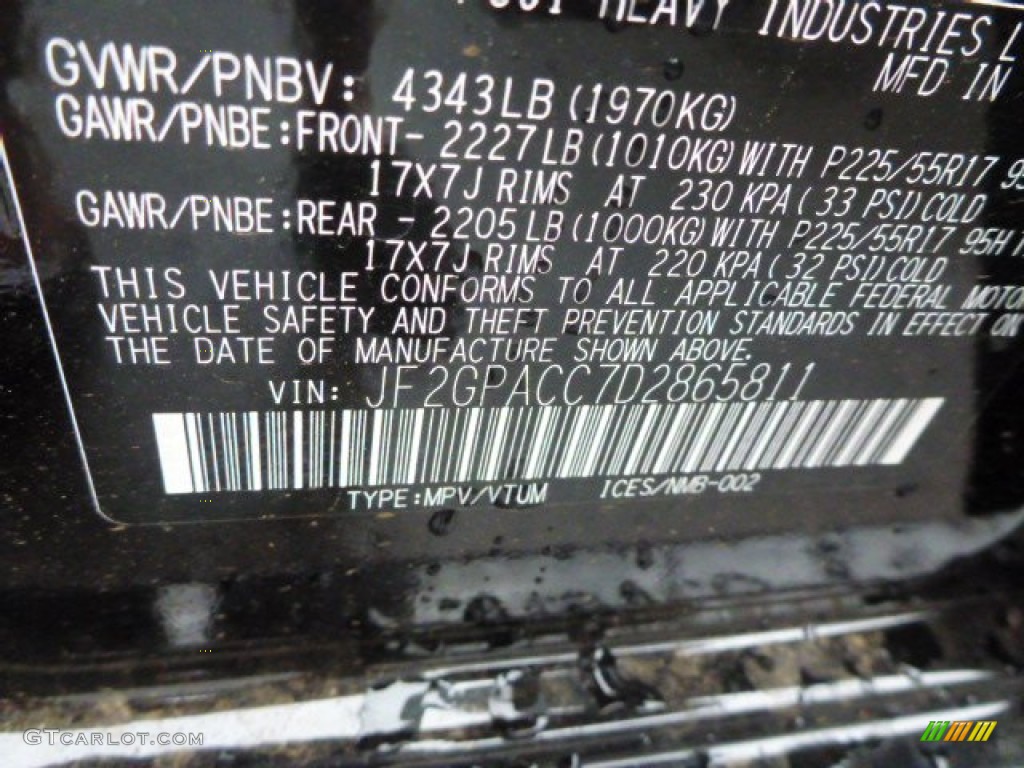 HEAVY INDUSTRIES
MFD IN
GVWR/PNBV: 4343LB (1970KG)
GAWR/PNBE:FRONT- 2227LB(1010KG)WITH P225/55R17
17X7J RIMS AT 230 KPA( 33 PSI)COLD
GAWR/PNBE:REAR - 2205LB(1000KG)WITH P225/55R17 95H
17X7J RIMS AT 220 KPA( 32 PSI)COLD
THIS VEHICLE CONFORMS TO ALL APPLICABLE FEDERAL MOTOR
VEHICLE SAFETY AND THEFT PREVENTION STANDARDS IN EFFECT ON
THE DATE OF MANUFACTURE SHOWN ABOVE.
VIN: JF2GPACC7D2865811
TYPE:MPV/VTUM ICES/NMB-002
GTCARLOT.COM